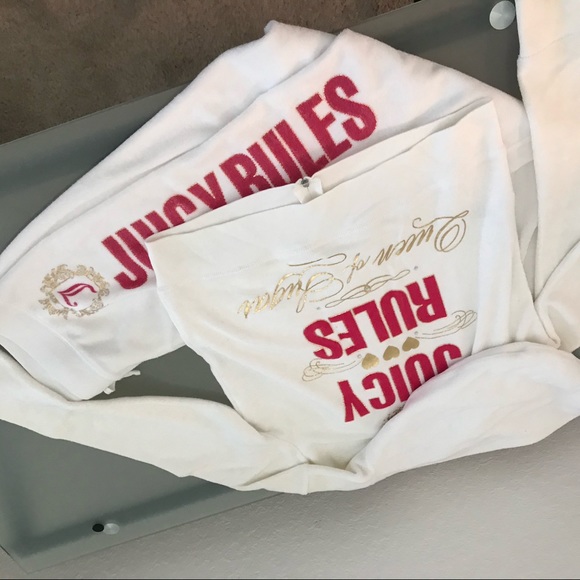 JUICY RULES
J
JUICY
RULES
Queen of Sugar